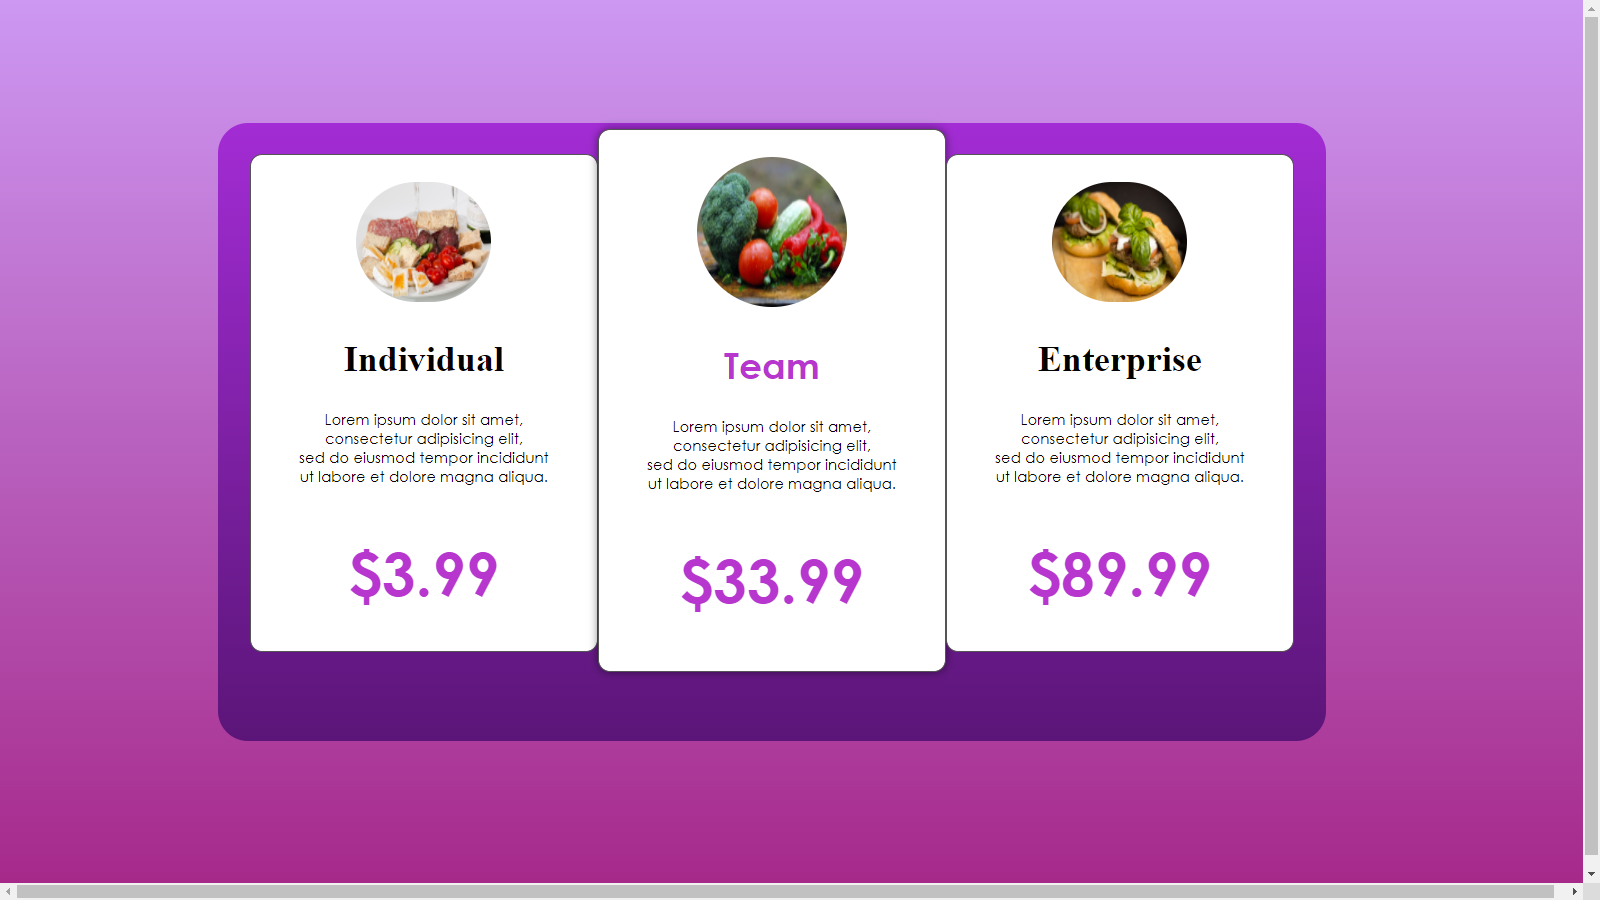 Individual
Lorem ipsum dolor sit amet,
consectetur adipisicing elit,
sed do eiusmod tempor incididunt
ut labore et dolore magna aliqua.
$3.99
Team
Lorem ipsum dolor sit amet,
consectetur adipisicing elit,
sed do eiusmod tempor incididunt
ut labore et dolore magna aliqua.
$33.99
Enterprise
Lorem ipsum dolor sit amet,
consectetur adipisicing elit,
sed do eiusmod tempor incididunt
ut labore et dolore magna aliqua.
$89.99